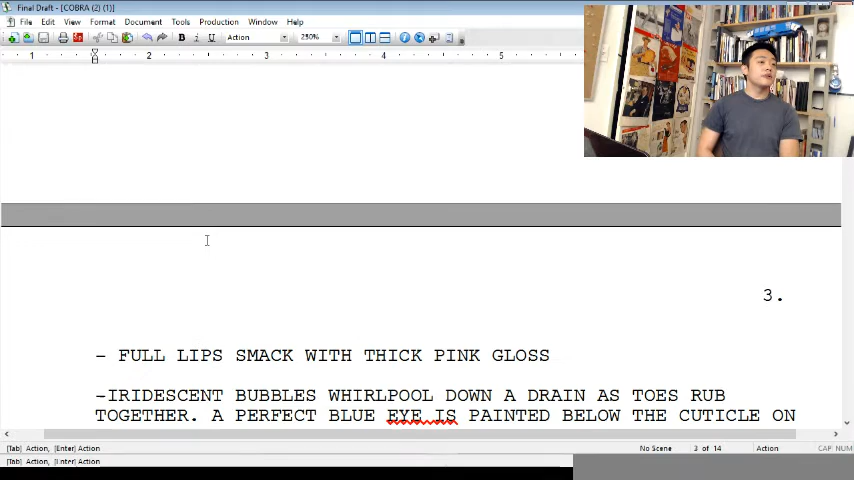 Final Draft - [COBRA (2) (1)]
File Edit View Format Document Tools Production Window Help
B I U Action 250%
1 2 3 4 5
3.
- FULL LIPS SMACK WITH THICK PINK GLOSS
-IRIDESCENT BUBBLES WHIRLPOOL DOWN A DRAIN AS TOES RUB
TOGETHER. A PERFECT BLUE EYE IS PAINTED BELOW THE CUTICLE ON
[Tab] Action, [Enter] Action No Scene 3 of 14 Action CAP NUM
[Tab] Action, [Enter] Action